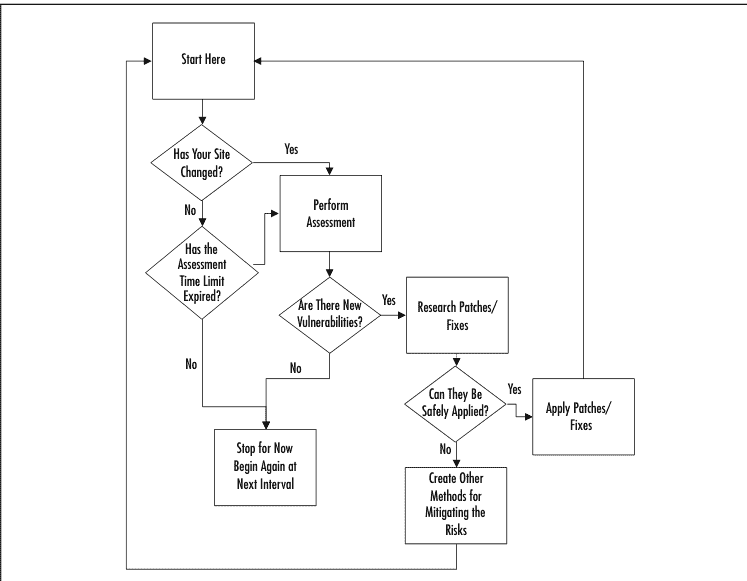 Start Here
Has Your Site
Changed?
Yes
No
Perform
Assessment
Has the
Assessment
Time Limit
Expired?
Are There New
Vulnerabilities?
Yes
Research Patches/
Fixes
No
No
Can They Be
Safely Applied?
Yes
Apply Patches/
Fixes
Stop for Now
Begin Again at
Next Interval
No
Create Other
Methods for
Mitigating the
Risks